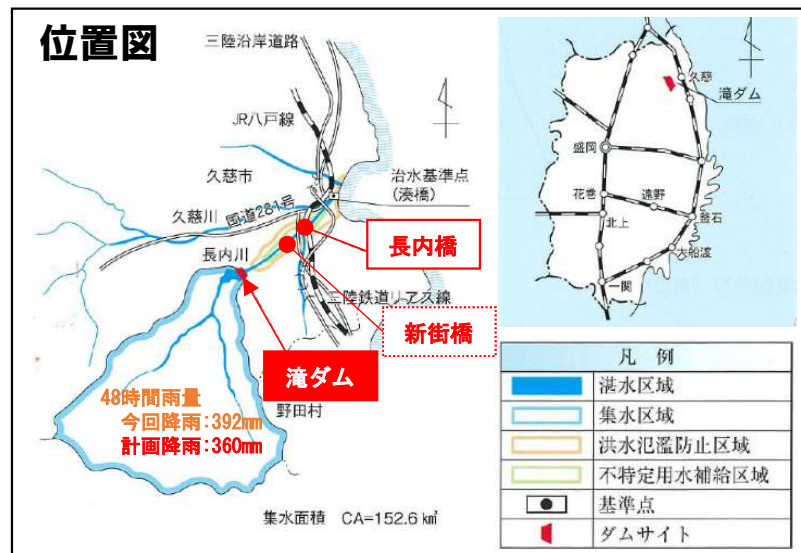 位置図
三陸沿岸道路
JR八戸線
久慈市
治水基準点
(湊橋)
久慈川
国道281号
長内橋
長内川
三陸鉄道リアス線
新街橋
滝ダム
48時間雨量
今回降雨:392mm
計画降雨:360mm
野田村
集水面積 CA=152.6㎢
久慈
滝ダム
盛岡
花巻
遠野
釜石
北上
大船渡
一関
凡 例
湛水区域
集水区域
洪水氾濫防止区域
不特定用水補給区域
基準点
ダムサイト